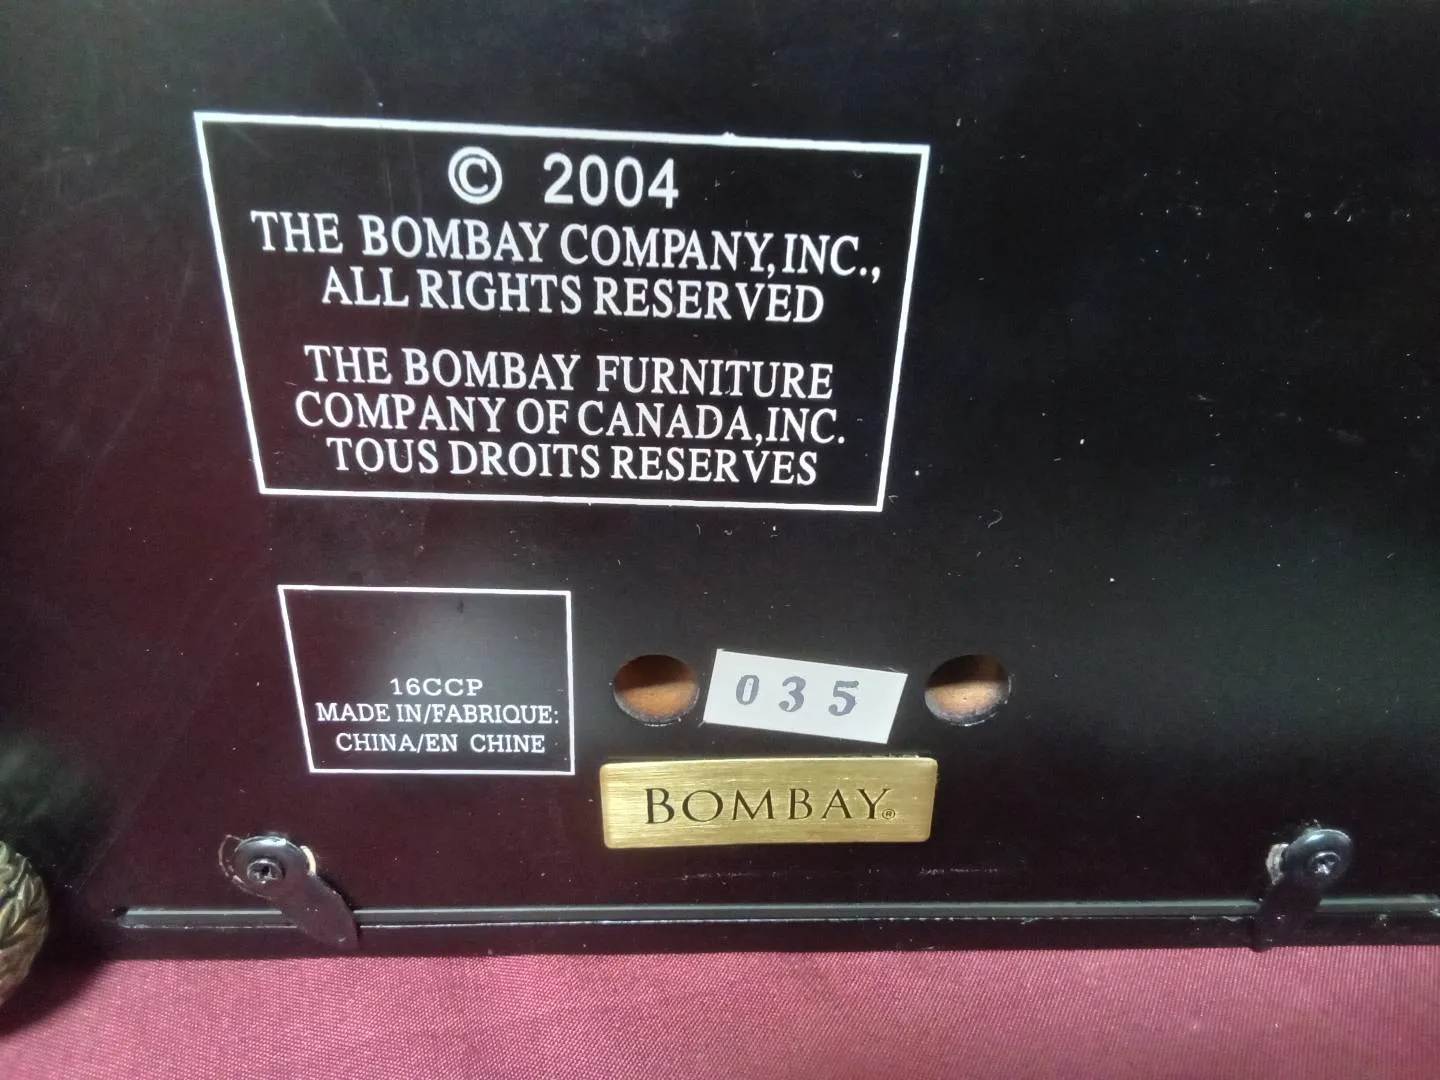 © 2004
THE BOMBAY COMPANY, INC.,
ALL RIGHTS RESERVED
THE BOMBAY FURNITURE
COMPANY OF CANADA, INC.
TOUS DROITS RESERVES
16CCP
MADE IN/FABRIQUE:
CHINA/EN CHINE
035
BOMBAY®